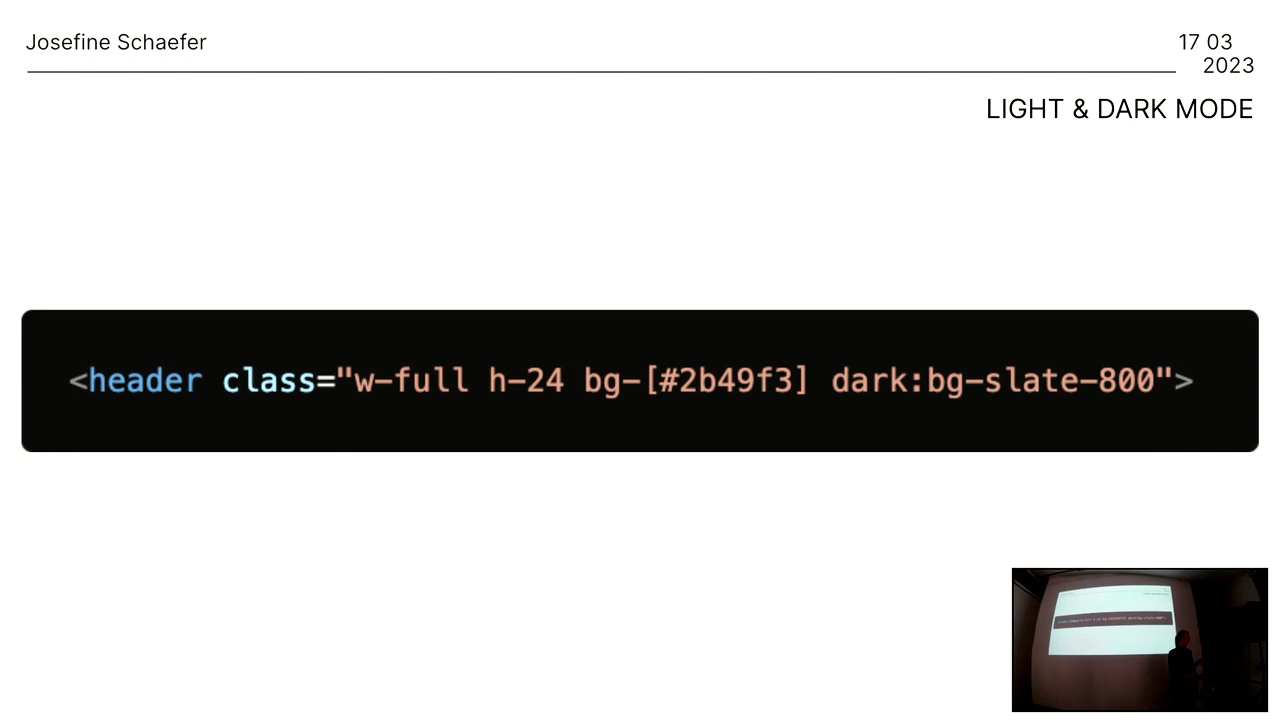 Josefine Schaefer
17 03
2023
LIGHT & DARK MODE
<header class="w-full h-24 bg-[#2b49f3] dark:bg-slate-800">